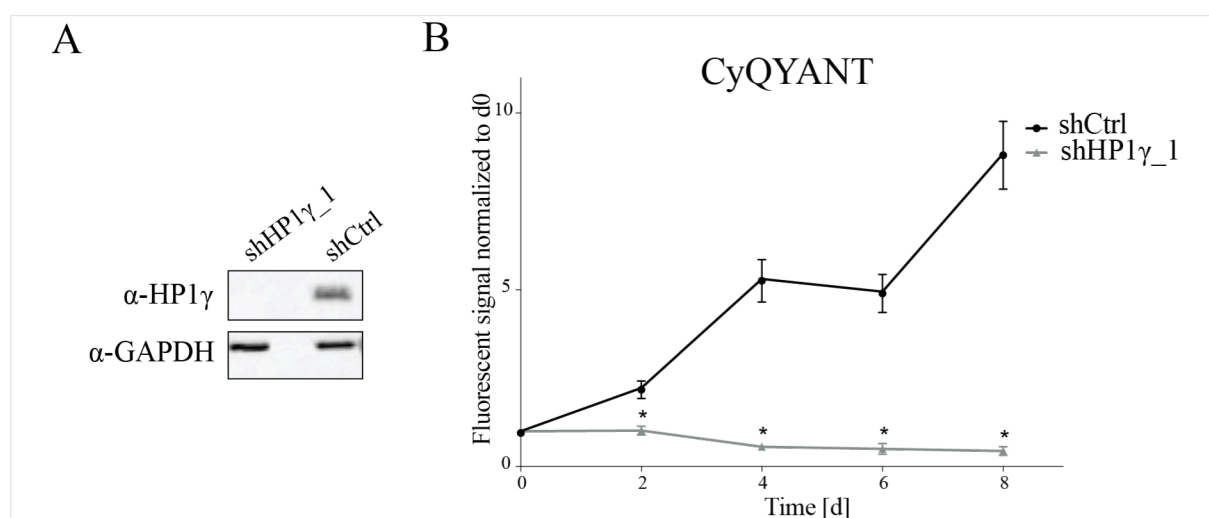 A
shHP1γ_1
shCtrl
α-HP1γ
α-GAPDH
B
CyQYANT
Fluorescent signal normalized to d0
10
5
0
shCtrl
shHP1γ_1
*
*
*
*
0 2 4 6 8
Time [d]